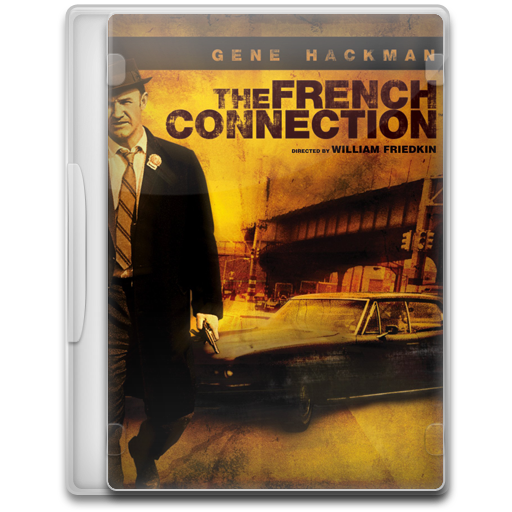 GENE HACKMAN
THE FRENCH
CONNECTION
DIRECTED BY WILLIAM FRIEDKIN